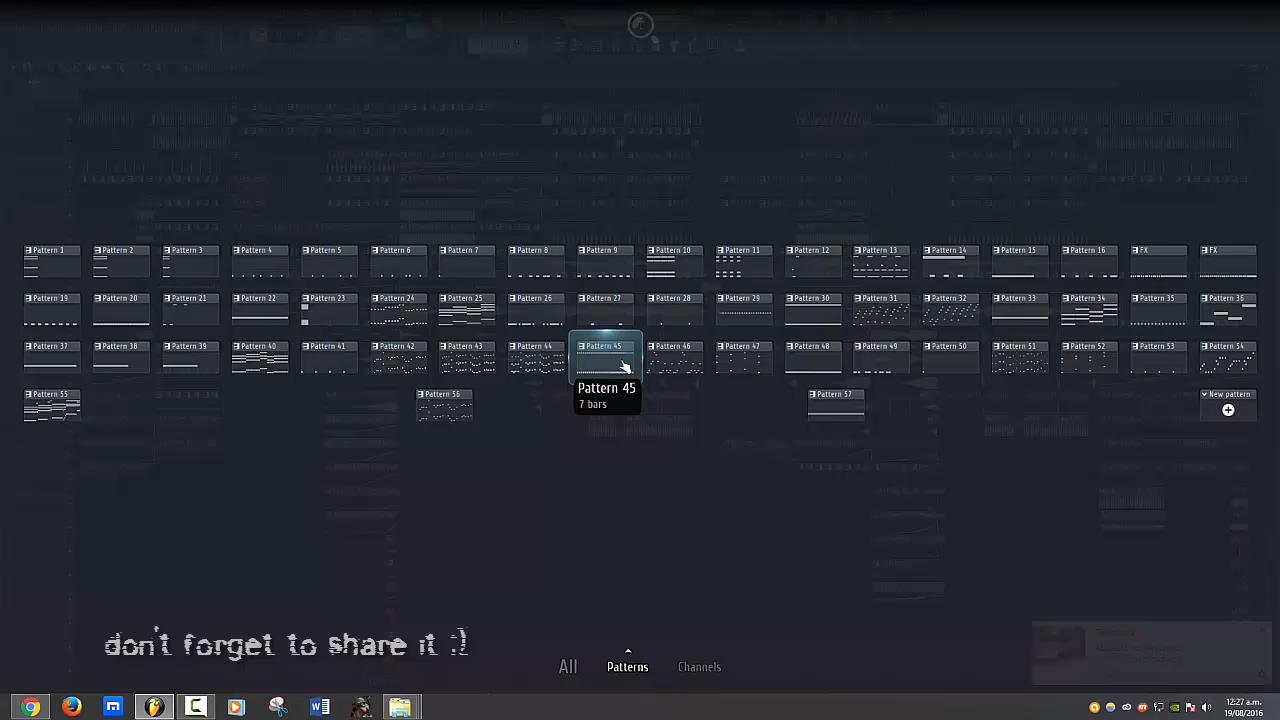 Pattern 1 Pattern 2 Pattern 3 Pattern 4 Pattern 5 Pattern 6 Pattern 7 Pattern 8 Pattern 9 Pattern 10 Pattern 11 Pattern 12 Pattern 13 Pattern 14 Pattern 15 Pattern 16 FX FX
Pattern 19 Pattern 20 Pattern 21 Pattern 22 Pattern 23 Pattern 24 Pattern 25 Pattern 26 Pattern 27 Pattern 28 Pattern 29 Pattern 30 Pattern 31 Pattern 32 Pattern 33 Pattern 34 Pattern 35 Pattern 36
Pattern 37 Pattern 38 Pattern 39 Pattern 40 Pattern 41 Pattern 42 Pattern 43 Pattern 44 Pattern 45 Pattern 46 Pattern 47 Pattern 48 Pattern 49 Pattern 50 Pattern 51 Pattern 52 Pattern 53 Pattern 54
Pattern 45
7 bars
Pattern 55 Pattern 56 Pattern 57 New pattern
don't forget to share it :)
All Patterns Channels
12:27 a.m.
19/08/2016